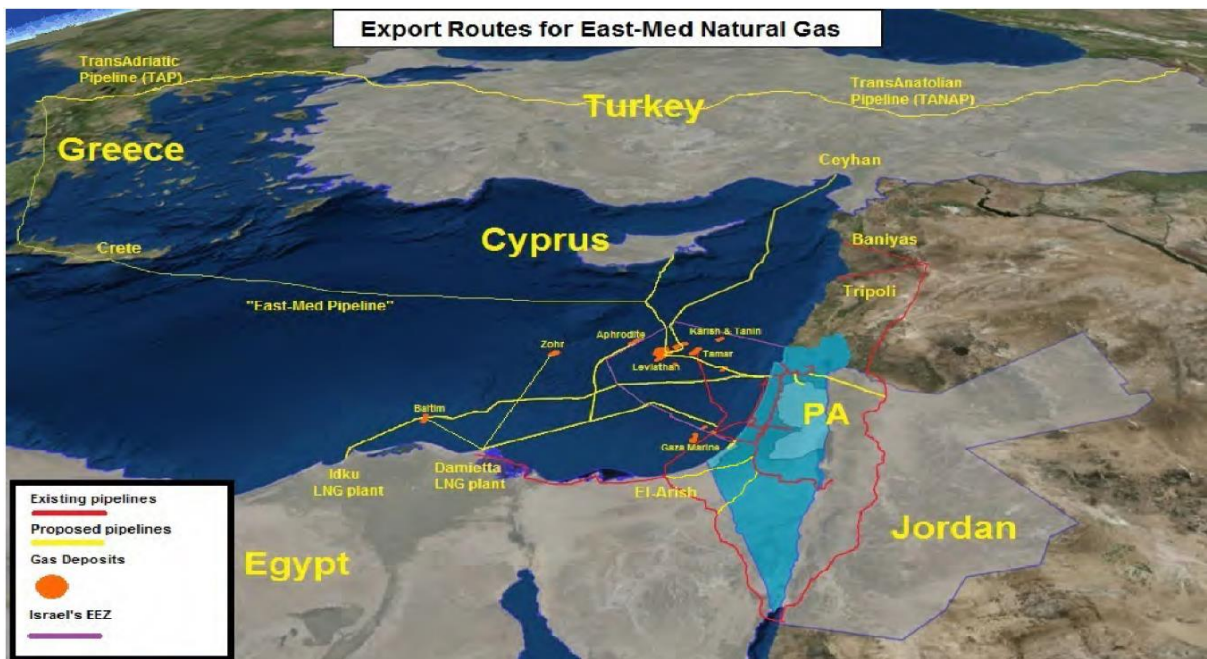 Export Routes for East-Med Natural Gas
TransAdriatic
Pipeline (TAP)
TransAnatolian
Pipeline (TANAP)
Turkey
Greece
Ceyhan
Crete
Cyprus
Baniyas
Tripoli
"East-Med Pipeline"
Zohr
Aphrodite
Karish & Tanin
Leviathan
Tamar
Baltim
PA
Gaza Marine
Idku
LNG plant
Damietta
LNG plant
El-Arish
Jordan
Egypt
Existing pipelines
Proposed pipelines
Gas Deposits
Israel's EEZ